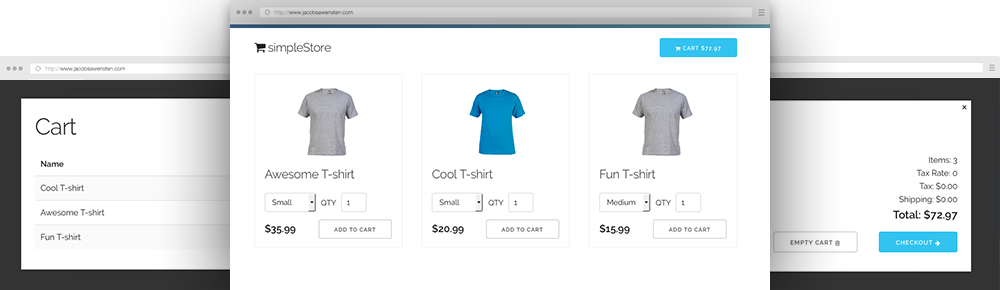 http://www.jacobsawensten.com
simpleStore
CART $72.97
Awesome T-shirt
Small QTY 1
$35.99 ADD TO CART
Cool T-shirt
Small QTY 1
$20.99 ADD TO CART
Fun T-shirt
Medium QTY 1
$15.99 ADD TO CART
http://www.jacobsawensten.com
Cart
Name
Cool T-shirt
Awesome T-shirt
Fun T-shirt
x
Items: 3
Tax Rate: 0
Tax: $0.00
Shipping: $0.00
Total: $72.97
EMPTY CART
CHECKOUT